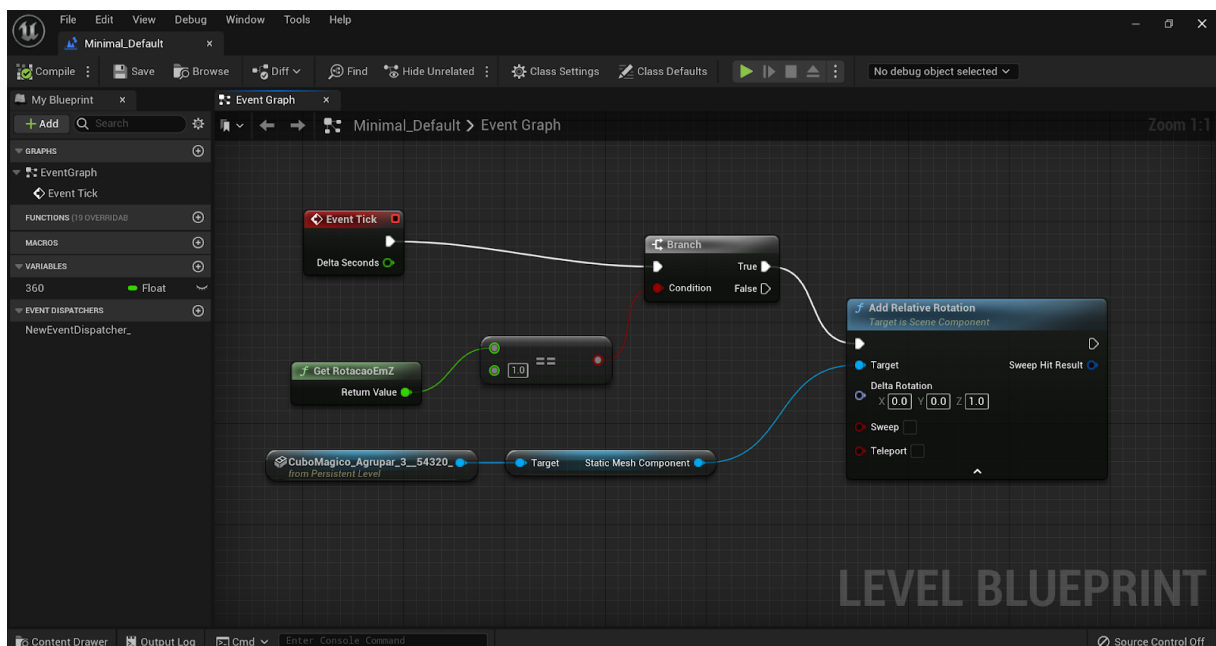 File Edit View Debug Window Tools Help
Minimal_Default
Compile Save Browse Diff Find Hide Unrelated Class Settings Class Defaults No debug object selected
My Blueprint
Event Graph
Add Search
Minimal_Default Event Graph Zoom 1:1
GRAPHS
EventGraph
Event Tick
FUNCTIONS (19 OVERRIDAB
MACROS
VARIABLES
360 Float
EVENT DISPATCHERS
NewEventDispatcher_
Event Tick
Delta Seconds
Branch
True
Condition False
Get RotacaoEmZ
Return Value
==
1.0
CuboMagico_Agrupar_3__54320_
from Persistent Level
Target Static Mesh Component
Add Relative Rotation
Target is Scene Component
Target Sweep Hit Result
Delta Rotation
X 0.0 Y 0.0 Z 1.0
Sweep
Teleport
LEVEL BLUEPRINT
Content Drawer Output Log Cmd Enter Console Command Source Control Off